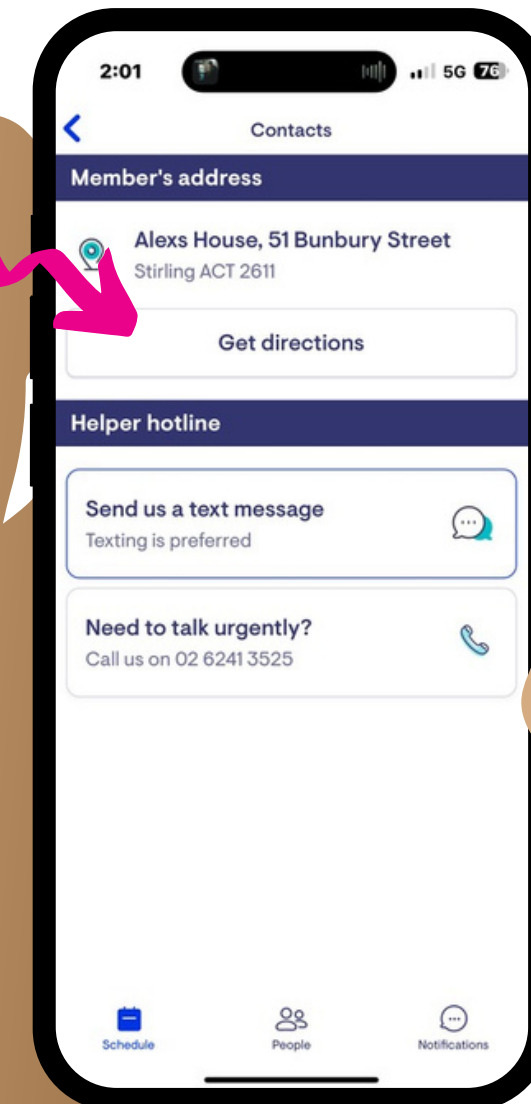 2:01
5G 76
Contacts
Member's address
Alexs House, 51 Bunbury Street
Stirling ACT 2611
Get directions
Helper hotline
Send us a text message
Texting is preferred
Need to talk urgently?
Call us on 02 6241 3525
Schedule People Notifications